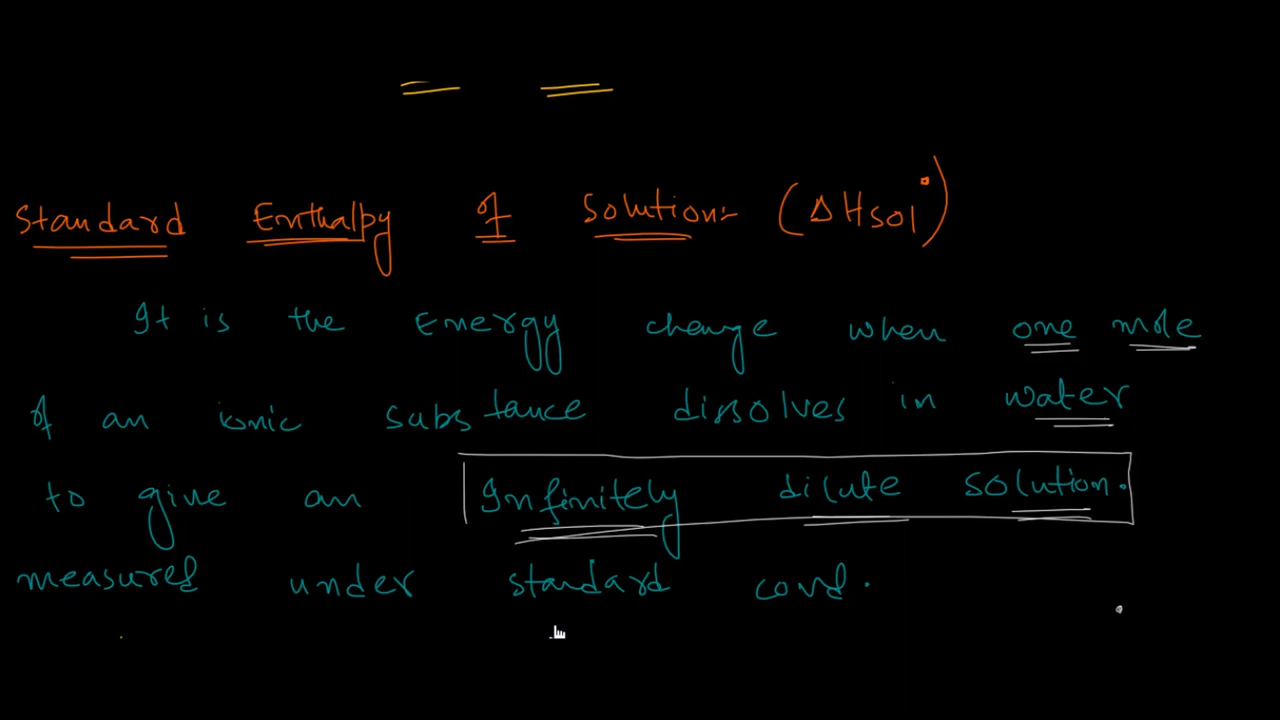 Standard Enthalpy of Solution:- (ΔHsol°)
It is the Energy change when one mole
of an ionic substance dissolves in water
to give an Infinitely dilute solution.
measured under standard cond.